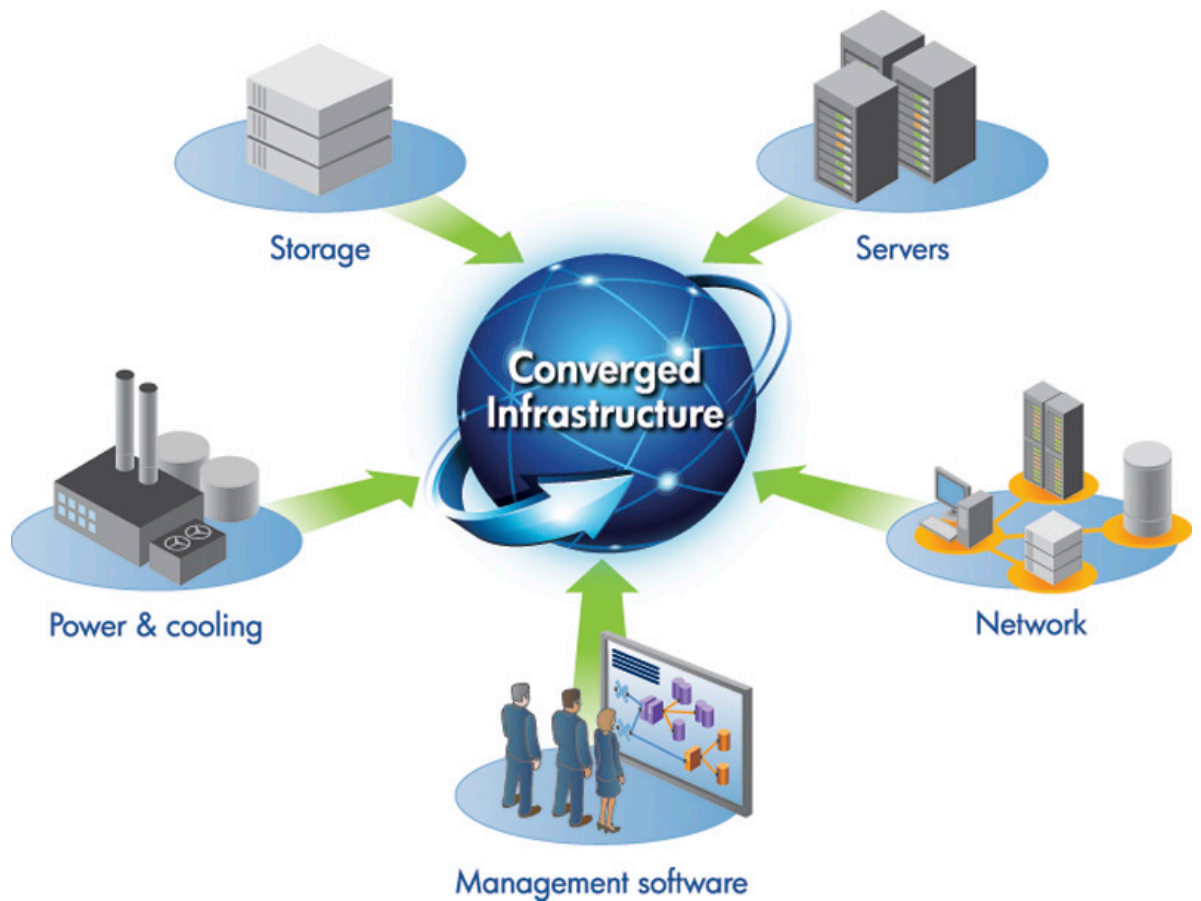 Storage
Servers
Converged
Infrastructure
Power & cooling
Network
Management software